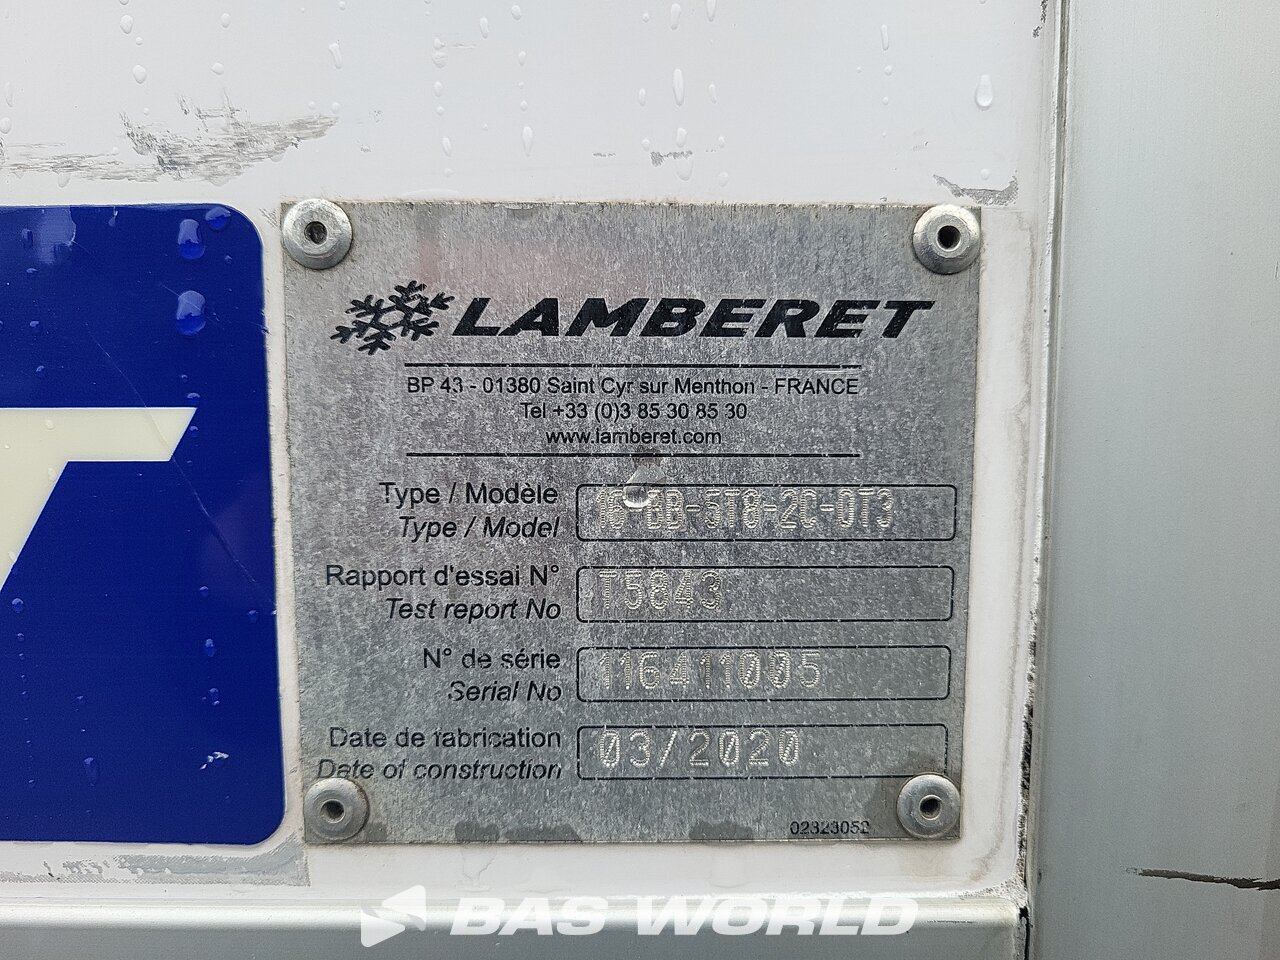 LAMBERET
BP 43 - 01380 Saint Cyr sur Menthon - FRANCE
Tel +33 (0)3 85 30 85 30
www.lamberet.com
Type / Modèle
Type / Model
Rapport d'essai N°
T5843
Test report No
N° de série
116411005
Serial No
Date de fabrication
03/2020
Date of construction
02323052
BAS WORLD